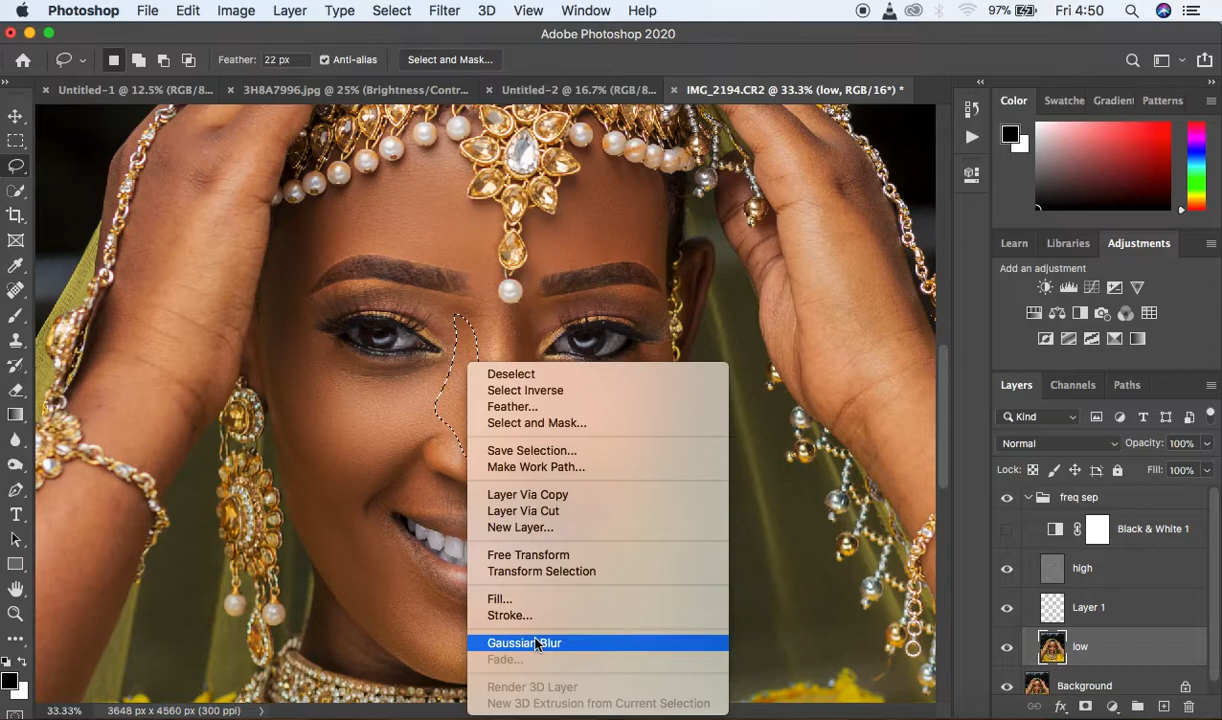 Photoshop File Edit Image Layer Type Select Filter 3D View Window Help 97% Fri 4:50
Adobe Photoshop 2020
Feather: 22 px Anti-alias Select and Mask...
Untitled-1 @ 12.5% (RGB/8... 3H8A7996.jpg @ 25% (Brightness/Contr... Untitled-2 @ 16.7% (RGB/8... IMG_2194.CR2 @ 33.3% (low, RGB/16*) *
Color Swatche Gradient Patterns
Learn Libraries Adjustments
Add an adjustment
Deselect
Select Inverse
Feather...
Select and Mask...
Save Selection...
Make Work Path...
Layer Via Copy
Layer Via Cut
New Layer...
Free Transform
Transform Selection
Fill...
Stroke...
Gaussian Blur
Fade...
Render 3D Layer
New 3D Extrusion from Current Selection
Layers Channels Paths
Kind
Normal Opacity: 100%
Lock: Fill: 100%
freq sep
Black & White 1
high
Layer 1
low
Background
33.33% 3648 px x 4560 px (300 ppi)